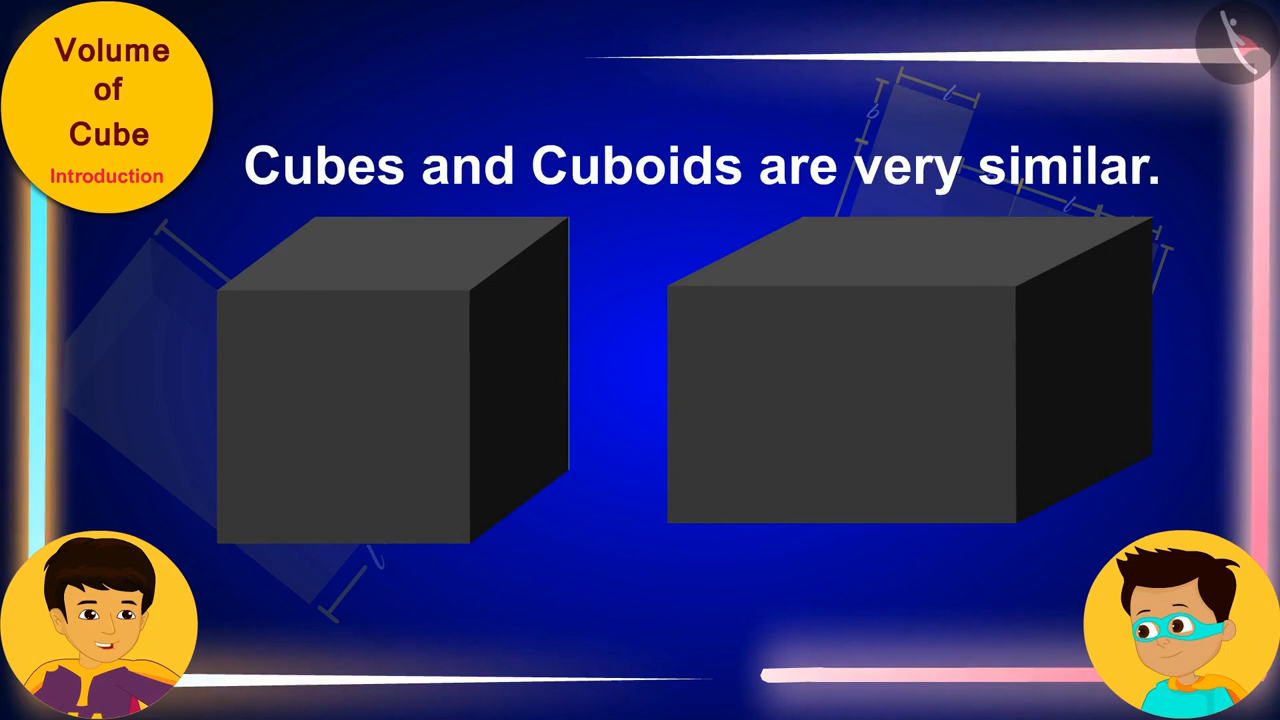 Volume
of
Cube
Introduction
Cubes and Cuboids are very similar.
b
l
l
l